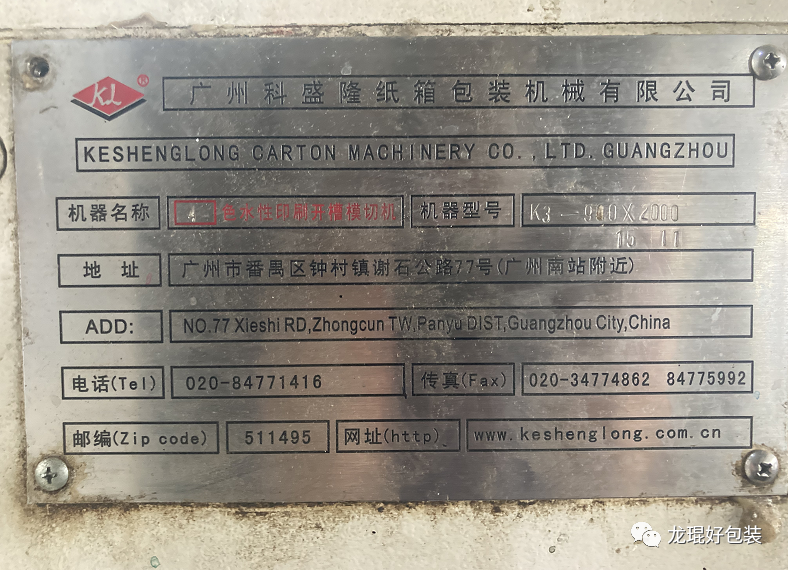 KL®
广州科盛隆纸箱包装机械有限公司
KESHENGLONG CARTON MACHINERY CO.,LTD.GUANGZHOU
机器名称 4 色水性印刷开槽模切机 机器型号 K3-900X2000
15 11
地址 广州市番禺区钟村镇谢石公路77号(广州南站附近)
ADD: NO.77 Xieshi RD,Zhongcun TW,Panyu DIST,Guangzhou City,China
电话(Tel) 020-84771416 传真(Fax) 020-34774862 84775992
邮编(Zip code) 511495 网址(http) www.keshenglong.com.cn
龙琨好包装